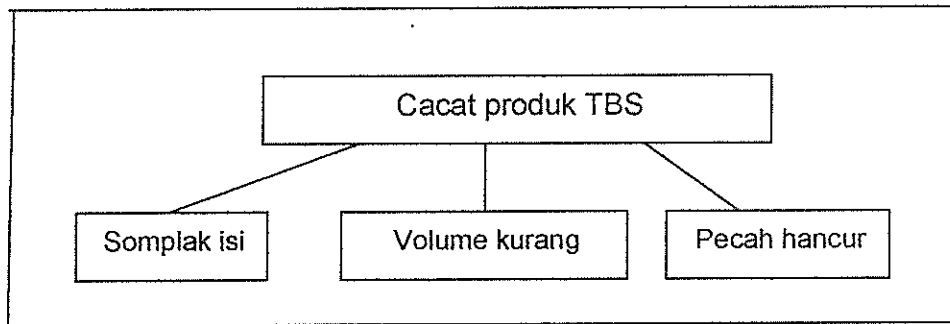 Cacat produk TBS
Somplak isi
Volume kurang
Pecah hancur